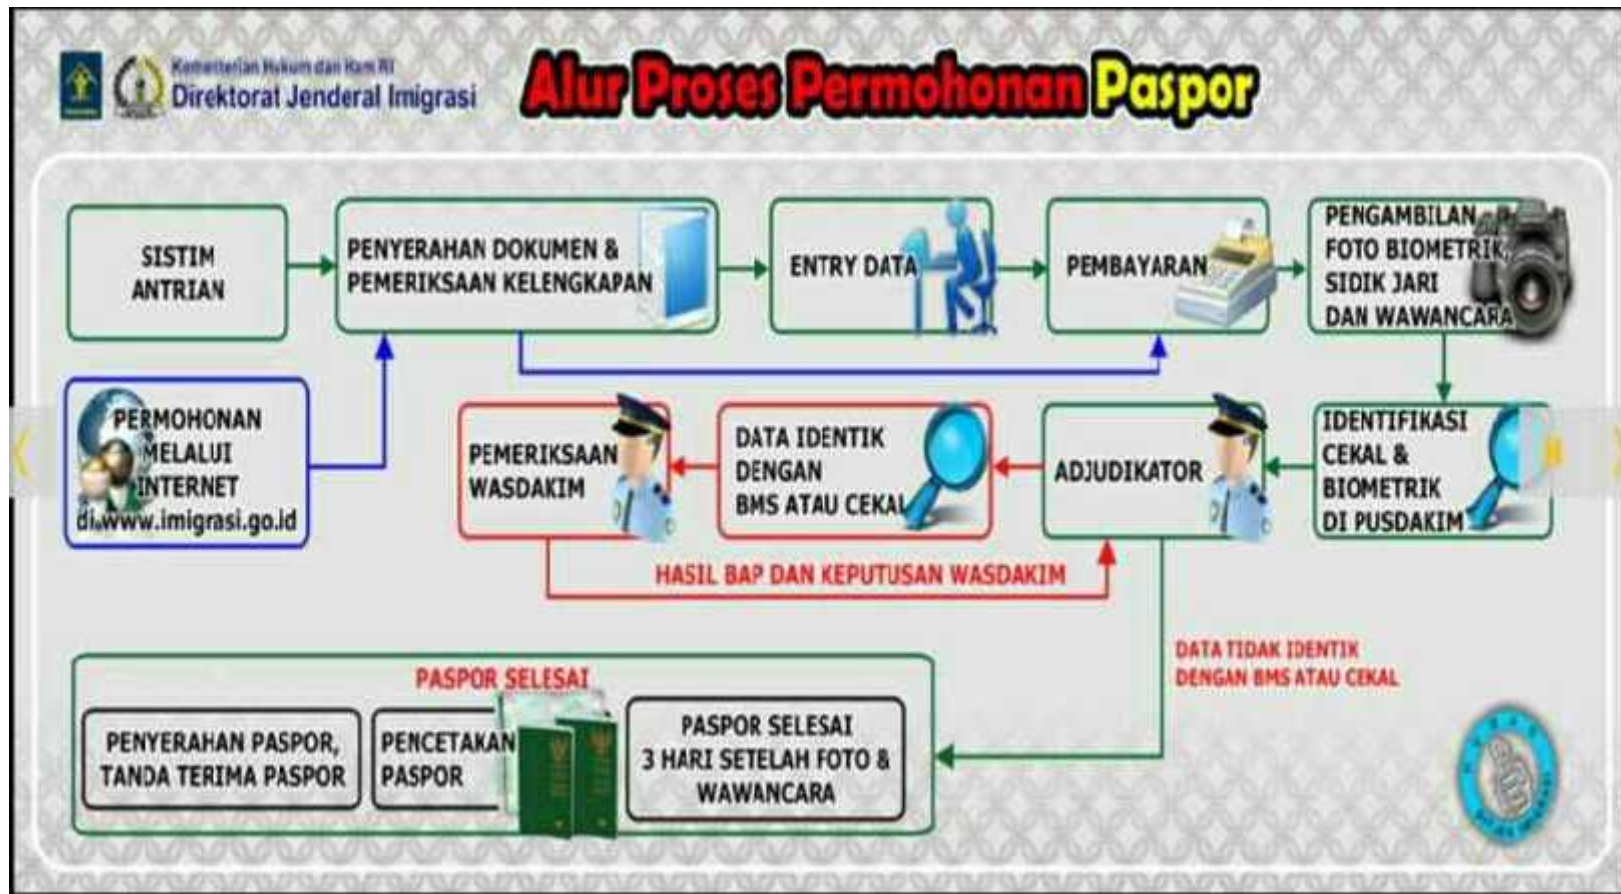 Kementerian Hukum dan Ham RI
Direktorat Jenderal Imigrasi
Alur Proses Permohonan Paspor
SISTIM
ANTRIAN
PENYERAHAN DOKUMEN &
PEMERIKSAAN KELENGKAPAN
ENTRY DATA
PEMBAYARAN
PENGAMBILAN
FOTO BIOMETRIK,
SIDIK JARI
DAN WAWANCARA
PERMOHONAN
MELALUI
INTERNET
di.www.imigrasi.go.id
PEMERIKSAAN
WASDAKIM
DATA IDENTIK
DENGAN
BMS ATAU CEKAL
ADJUDIKATOR
IDENTIFIKASI
CEKAL &
BIOMETRIK
DI PUSDAKIM
HASIL BAP DAN KEPUTUSAN WASDAKIM
DATA TIDAK IDENTIK
DENGAN BMS ATAU CEKAL
PASPOR SELESAI
PENYERAHAN PASPOR,
TANDA TERIMA PASPOR
PENCETAKAN
PASPOR
PASPOR SELESAI
3 HARI SETELAH FOTO &
WAWANCARA